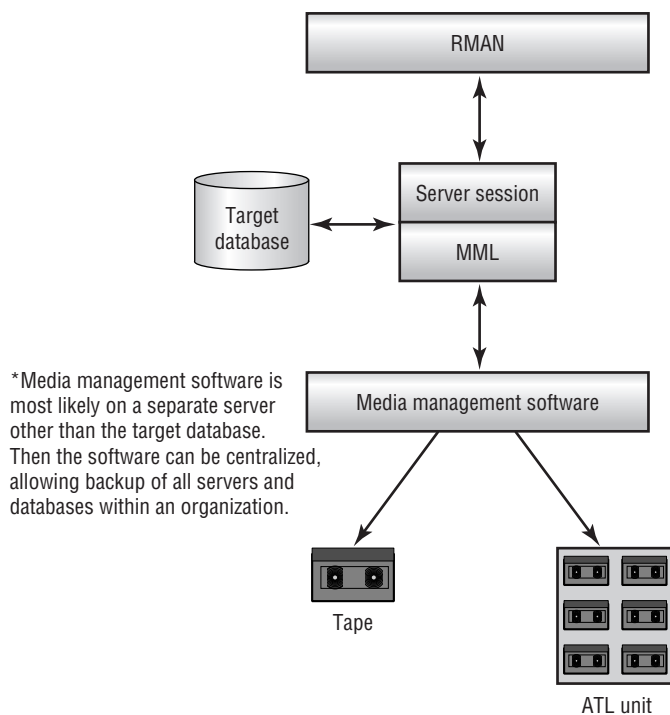 RMAN
Server session
Target
database
MML
*Media management software is
most likely on a separate server
other than the target database.
Then the software can be centralized,
allowing backup of all servers and
databases within an organization.
Media management software
Tape
ATL unit